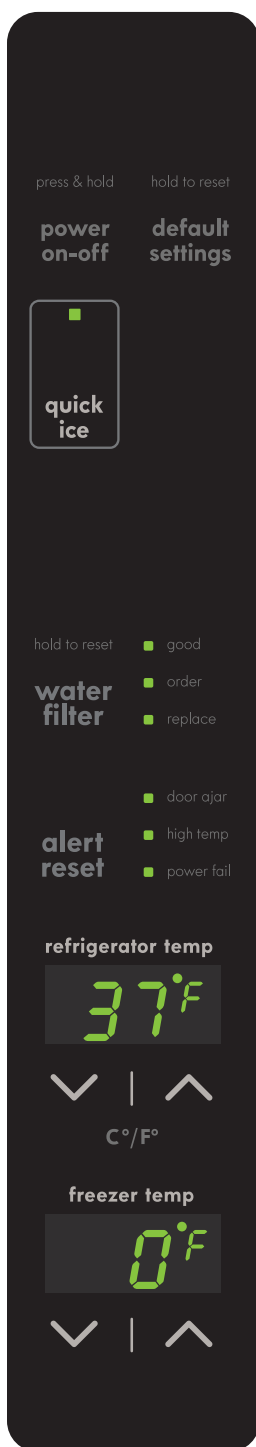 press & hold
hold to reset
power
on-off
default
settings
quick
ice
hold to reset
water
filter
good
order
replace
alert
reset
door ajar
high temp
power fail
refrigerator temp
37°F
C°/F°
freezer temp
0°F